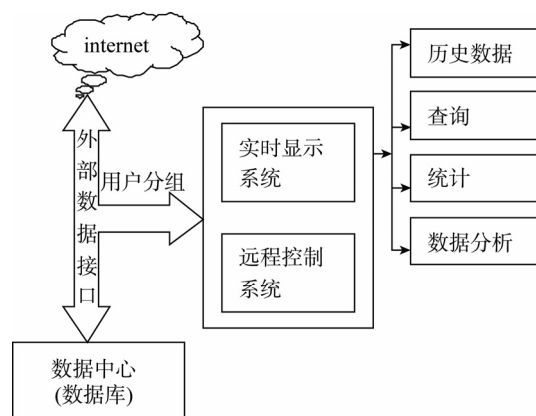 internet
外部数据接口
用户分组
实时显示
系统
远程控制
系统
历史数据
查询
统计
数据分析
数据中心
(数据库)